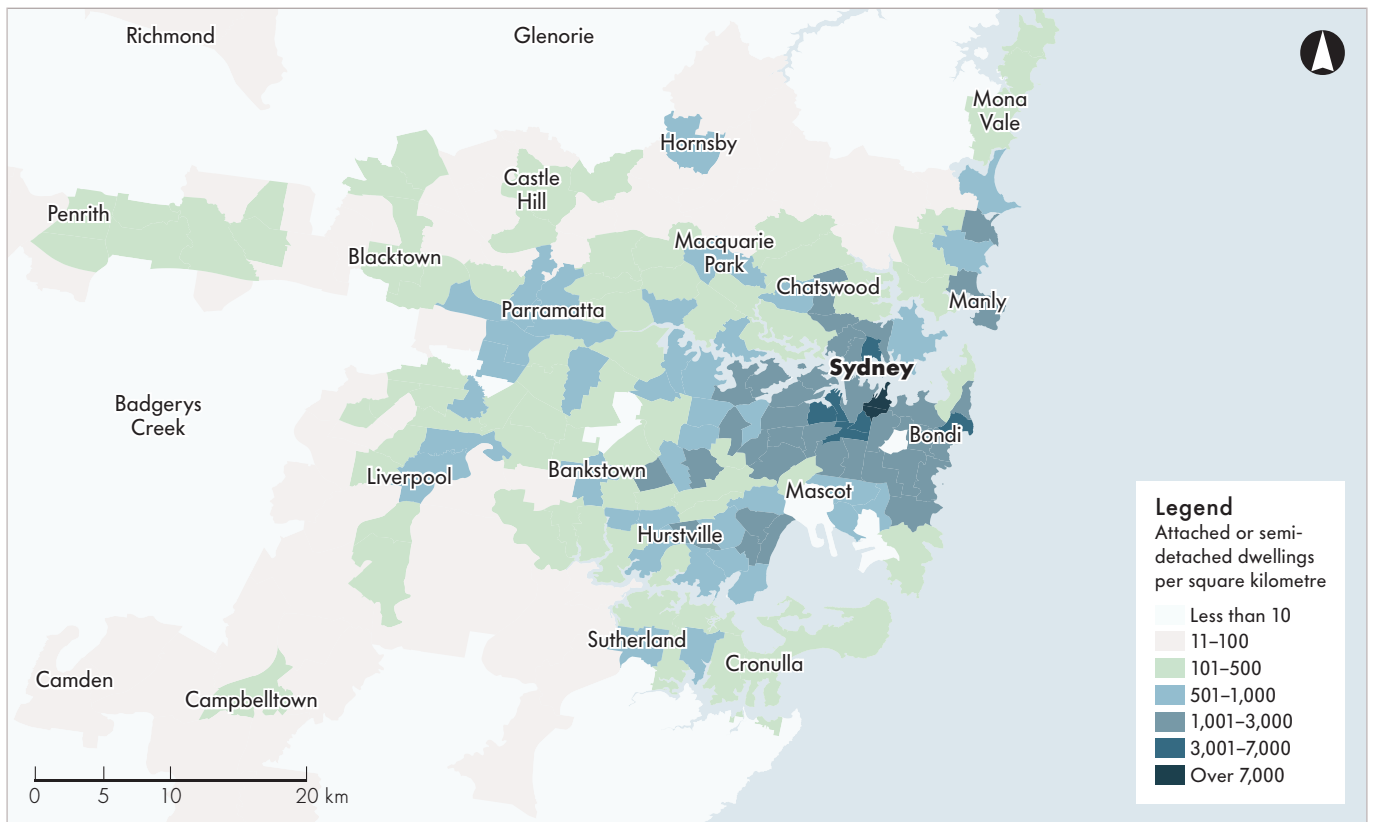 Richmond
Glenorie
Mona
Vale
Hornsby
Castle
Hill
Penrith
Macquarie
Park
Blacktown
Chatswood
Parramatta
Manly
Sydney
Badgerys
Creek
Bondi
Liverpool
Bankstown
Mascot
Hurstville
Sutherland
Cronulla
Camden
Campbelltown
0 5 10 20 km
Legend
Attached or semi-
detached dwellings
per square kilometre
Less than 10
11–100
101–500
501–1,000
1,001–3,000
3,001–7,000
Over 7,000